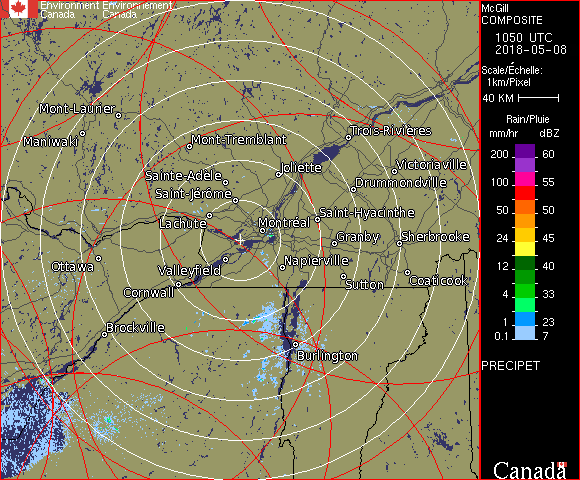 Environment Environnement
Canada Canada
McGill
COMPOSITE
1050 UTC
2018-05-08
Scale/Échelle:
1km/Pixel
40 KM
Rain/Pluie
mm/hr dBZ
200 60
100 55
50 50
24 45
12 40
4 33
1 23
0.1 7
PRECIPET
Canada
Mont-Laurier
Maniwaki
Mont-Tremblant
Trois-Rivières
Joliette
Victoriaville
Sainte-Adèle
Drummondville
Saint-Jérôme
Saint-Hyacinthe
Lachute
Montréal
Granby
Sherbrooke
Ottawa
Valleyfield
Napierville
Cornwall
Sutton
Coaticook
Brockville
Burlington